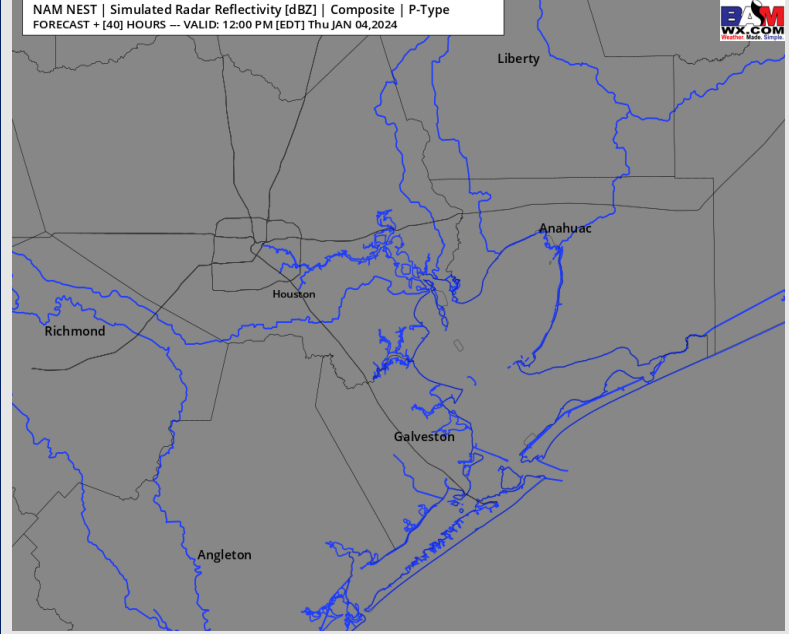 NAM NEST | Simulated Radar Reflectivity [dBZ] | Composite | P-Type
FORECAST + [40] HOURS --- VALID: 12:00 PM [EDT] Thu JAN 04,2024
BAM
WX.COM
Weather. Made. Simple.
Liberty
Anahuac
Houston
Richmond
Galveston
Angleton